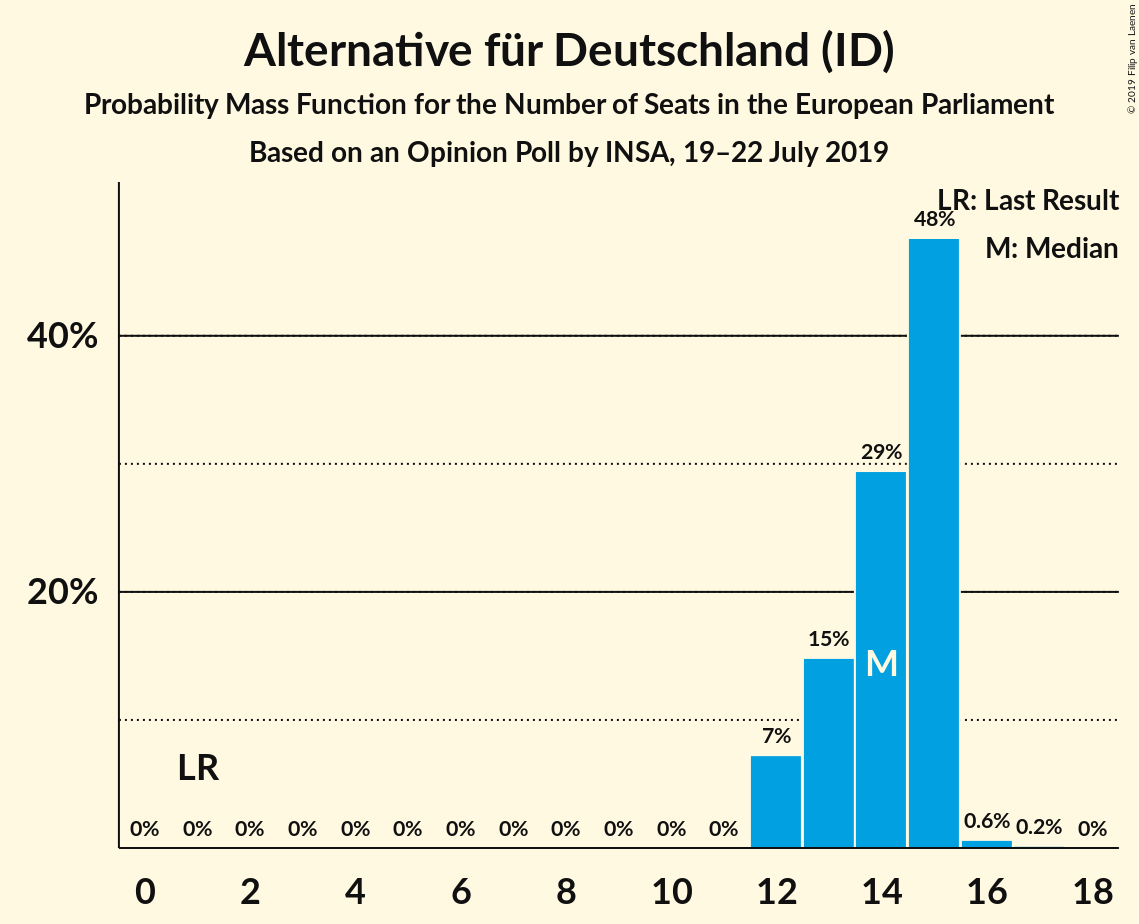 Alternative für Deutschland (ID)
Probability Mass Function for the Number of Seats in the European Parliament
Based on an Opinion Poll by INSA, 19–22 July 2019
© 2019 Filip van Laenen
LR: Last Result
M: Median
48%
40%
29%
20%
15%
M
7%
LR
0% 0% 0% 0% 0% 0% 0% 0% 0% 0% 0% 0% 0.6% 0.2% 0%
0 2 4 6 8 10 12 14 16 18